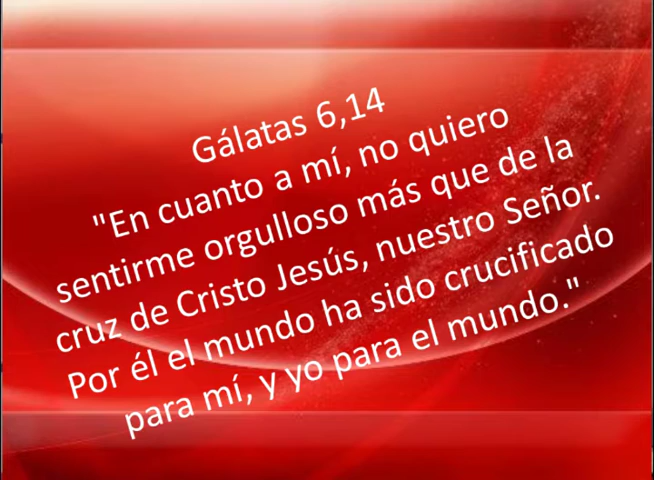 Gálatas 6,14
"En cuanto a mí, no quiero
sentirme orgulloso más que de la
cruz de Cristo Jesús, nuestro Señor.
Por él el mundo ha sido crucificado
para mí, y yo para el mundo."